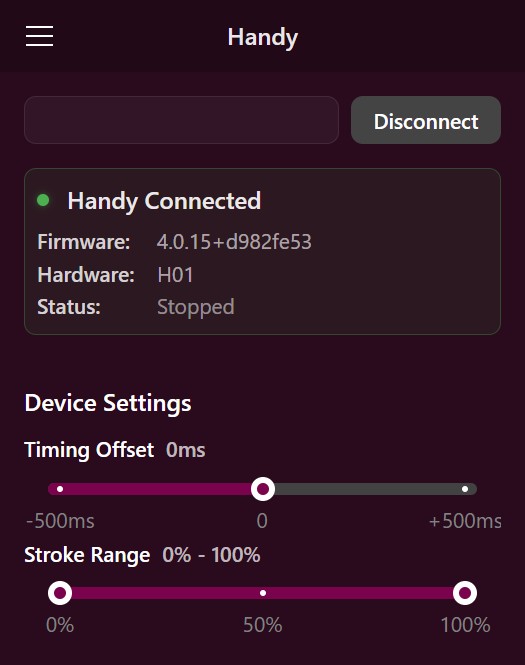 Handy
Disconnect
Handy Connected
Firmware: 4.0.15+d982fe53
Hardware: H01
Status: Stopped
Device Settings
Timing Offset 0ms
-500ms 0 +500ms
Stroke Range 0% - 100%
0% 50% 100%